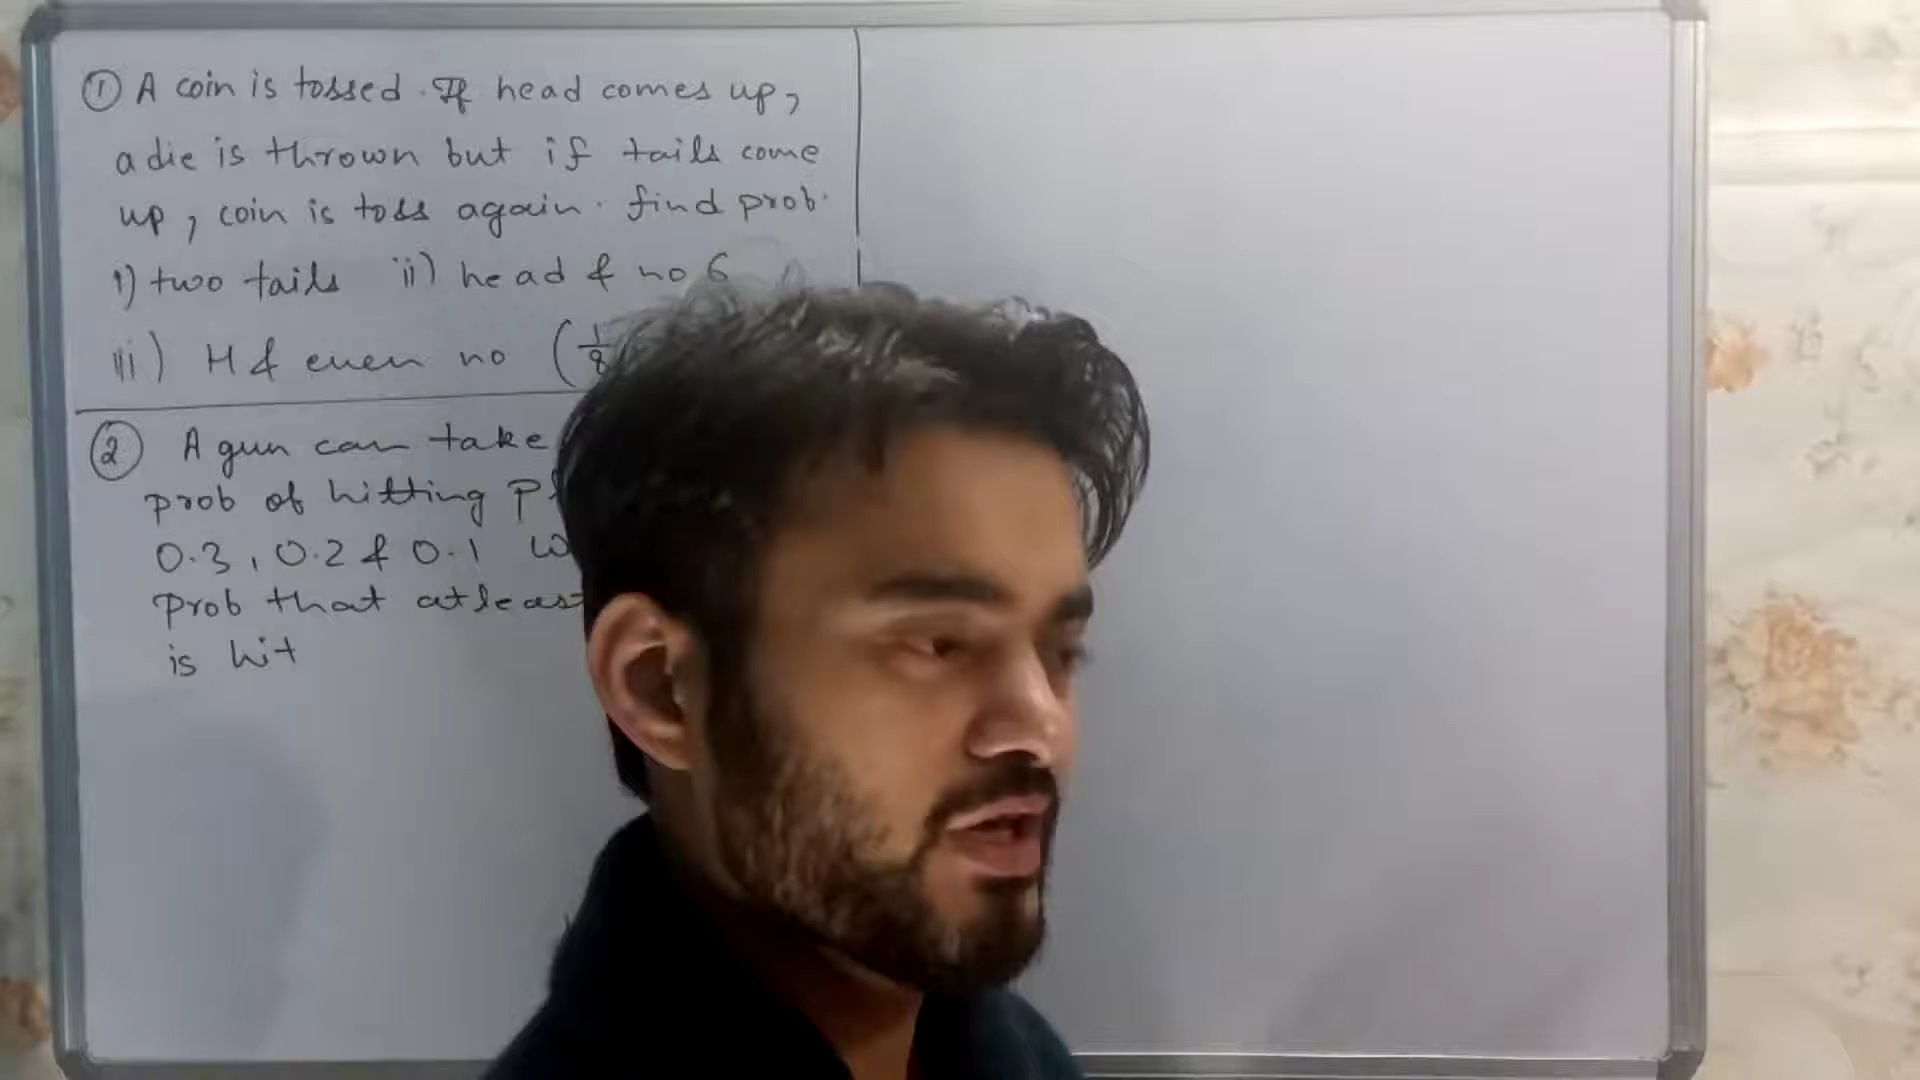 ① A coin is tossed. If head comes up,
a die is thrown but if tails come
up, coin is toss again. find prob.
i) two tails ii) head & no 6
iii) H & even no (1/8
② A gun can take
prob of hitting
0.3, 0.2 & 0.1
prob that atleast
is hit